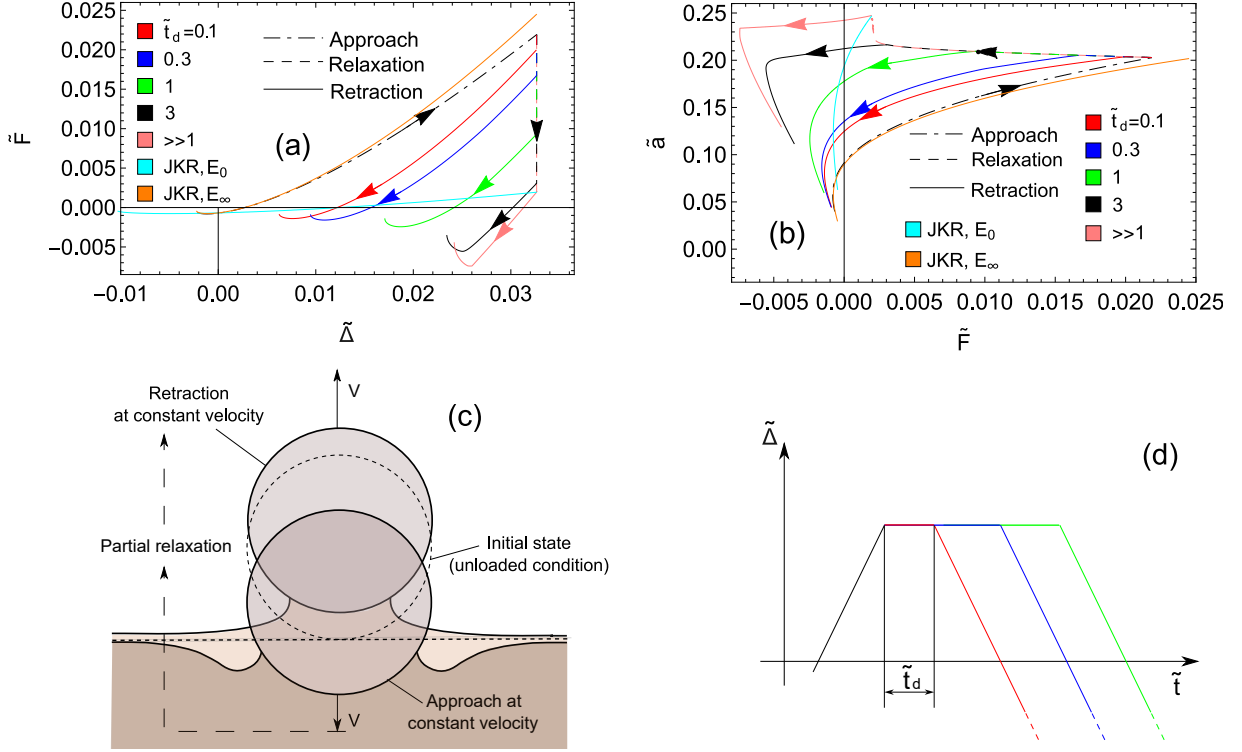 0.025
0.020
0.015
0.010
0.005
0.000
−0.005
F̃
t̃d=0.1
0.3
1
3
>>1
JKR, E0
JKR, E∞
Approach
Relaxation
Retraction
(a)
−0.01
0.00
0.01
0.02
0.03
Δ̃
0.25
0.20
0.15
0.10
0.05
0.00
ã
Approach
Relaxation
Retraction
t̃d=0.1
0.3
1
3
>>1
JKR, E0
JKR, E∞
(b)
−0.005
0.000
0.005
0.010
0.015
0.020
0.025
F̃
Retraction
at constant velocity
V
(c)
Partial relaxation
Initial state
(unloaded condition)
Approach at
constant velocity
V
Δ̃
(d)
t̃d
t̃